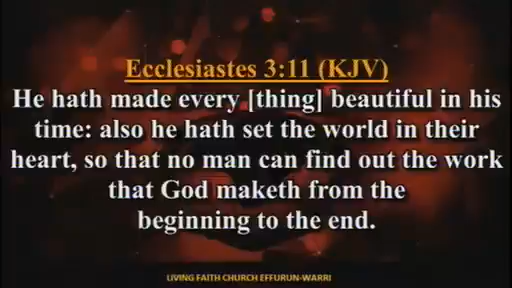 Ecclesiastes 3:11 (KJV)
He hath made every [thing] beautiful in his
time: also he hath set the world in their
heart, so that no man can find out the work
that God maketh from the
beginning to the end.
LIVING FAITH CHURCH EFFURUN-WARRI